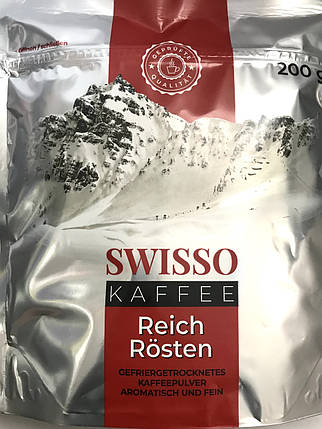 öffnen / schließen
GEPRÜFTE
QUALITÄT
200 g
SWISSO
KAFFEE
Reich
Rösten
GEFRIERGETROCKNETES
KAFFEEPULVER
AROMATISCH UND FEIN